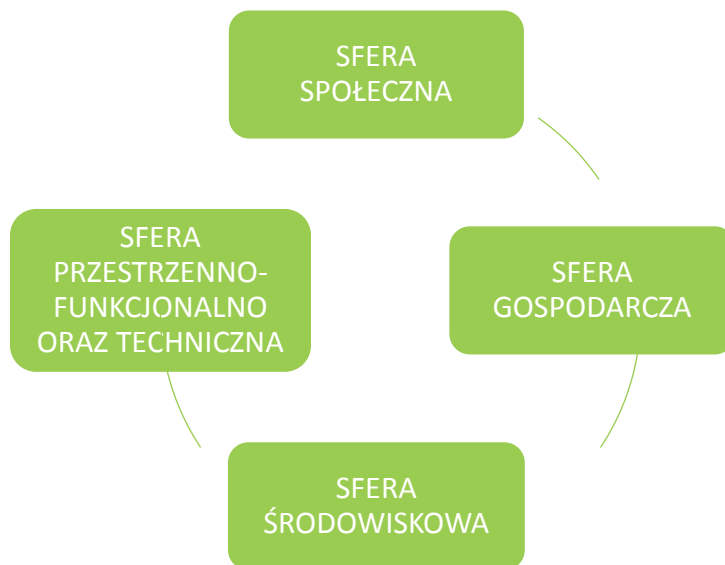 SFERA
SPOŁECZNA
SFERA
PRZESTRZENNO-
FUNKCJONALNO
ORAZ TECHNICZNA
SFERA
GOSPODARCZA
SFERA
ŚRODOWISKOWA